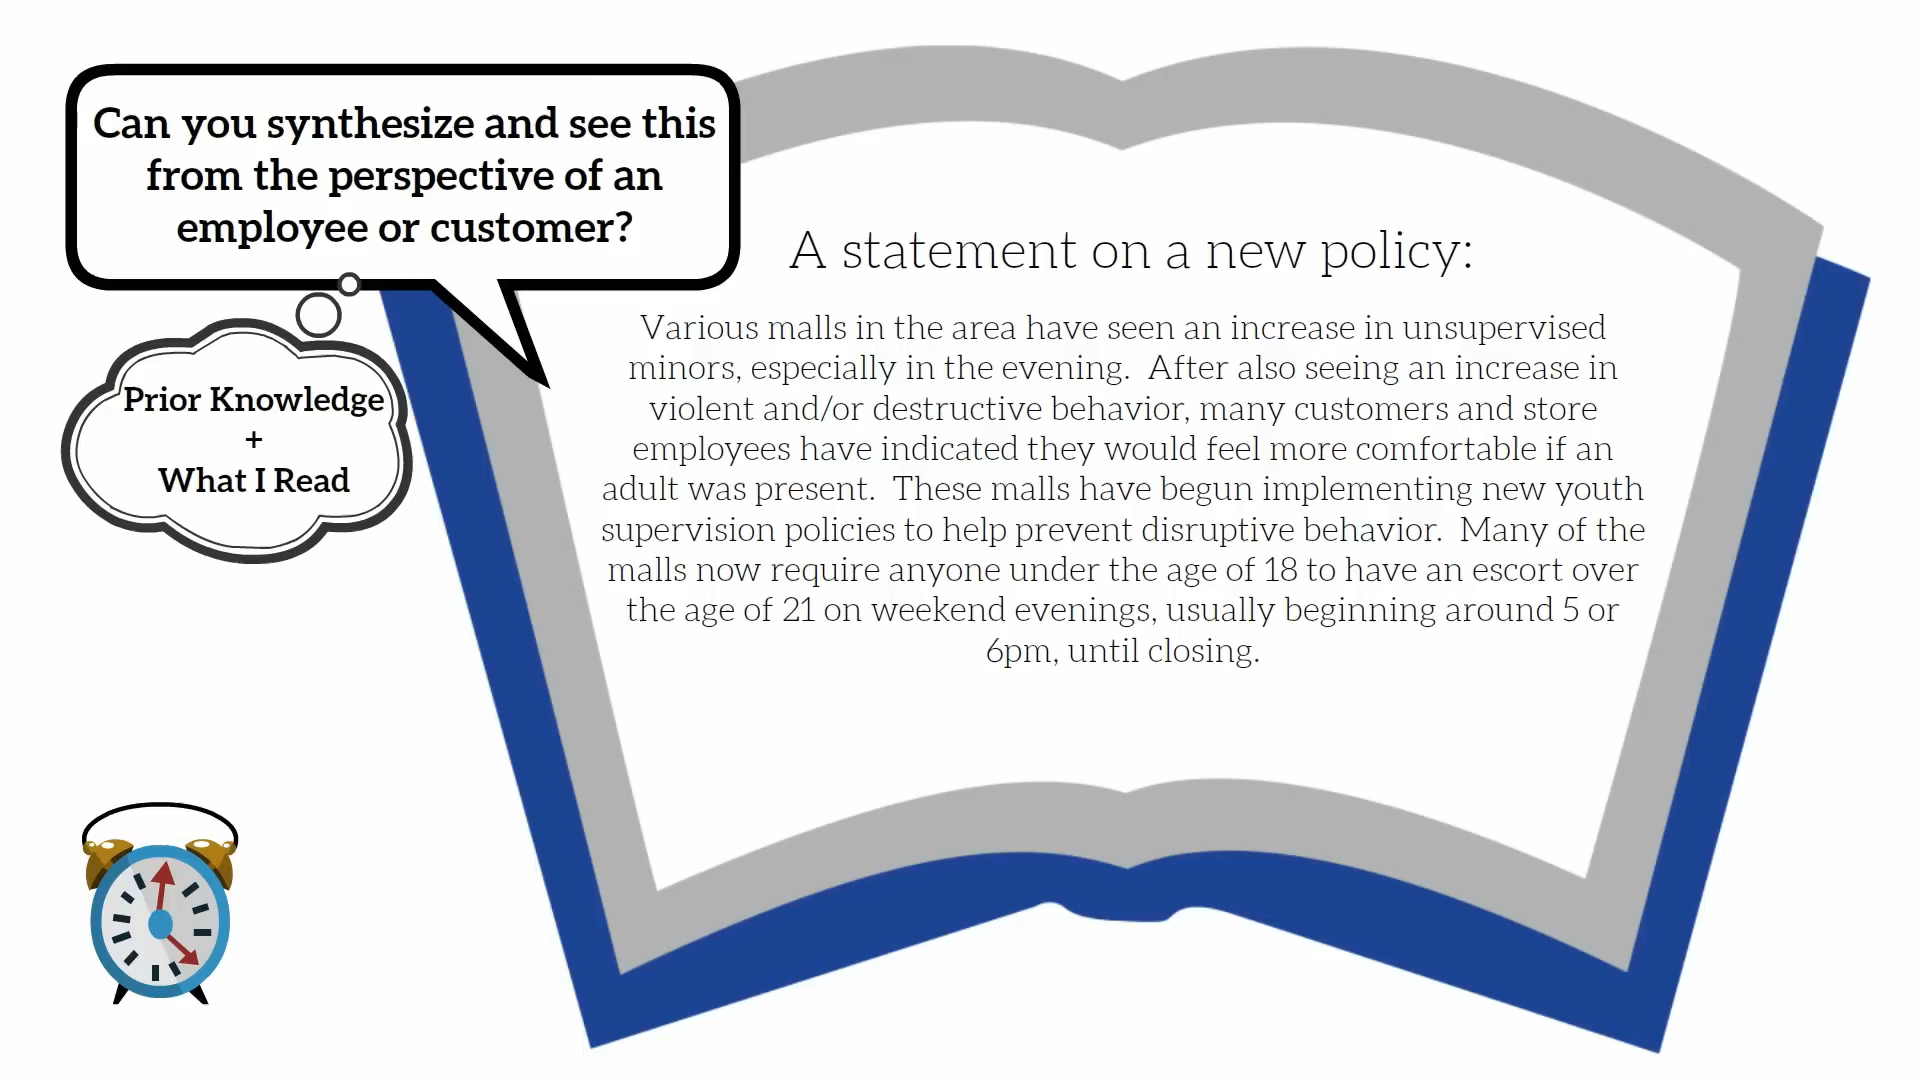 Can you synthesize and see this
from the perspective of an
employee or customer?
Prior Knowledge
+
What I Read
A statement on a new policy:
Various malls in the area have seen an increase in unsupervised
minors, especially in the evening.  After also seeing an increase in
violent and/or destructive behavior, many customers and store
employees have indicated they would feel more comfortable if an
adult was present.  These malls have begun implementing new youth
supervision policies to help prevent disruptive behavior.  Many of the
malls now require anyone under the age of 18 to have an escort over
the age of 21 on weekend evenings, usually beginning around 5 or
6pm, until closing.